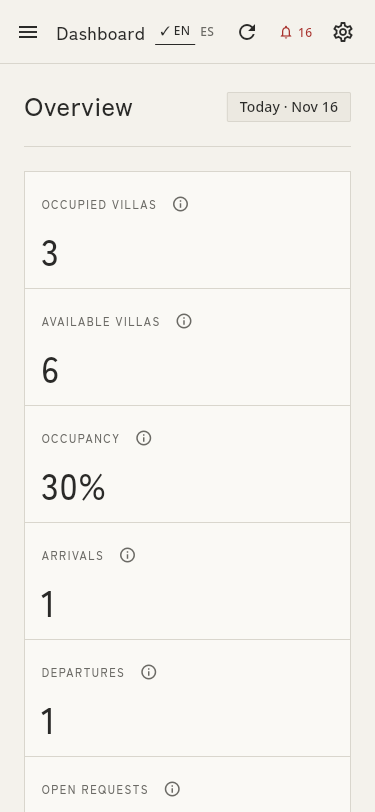 Dashboard ✓ EN ES 16
Overview Today · Nov 16
OCCUPIED VILLAS
3
AVAILABLE VILLAS
6
OCCUPANCY
30%
ARRIVALS
1
DEPARTURES
1
OPEN REQUESTS